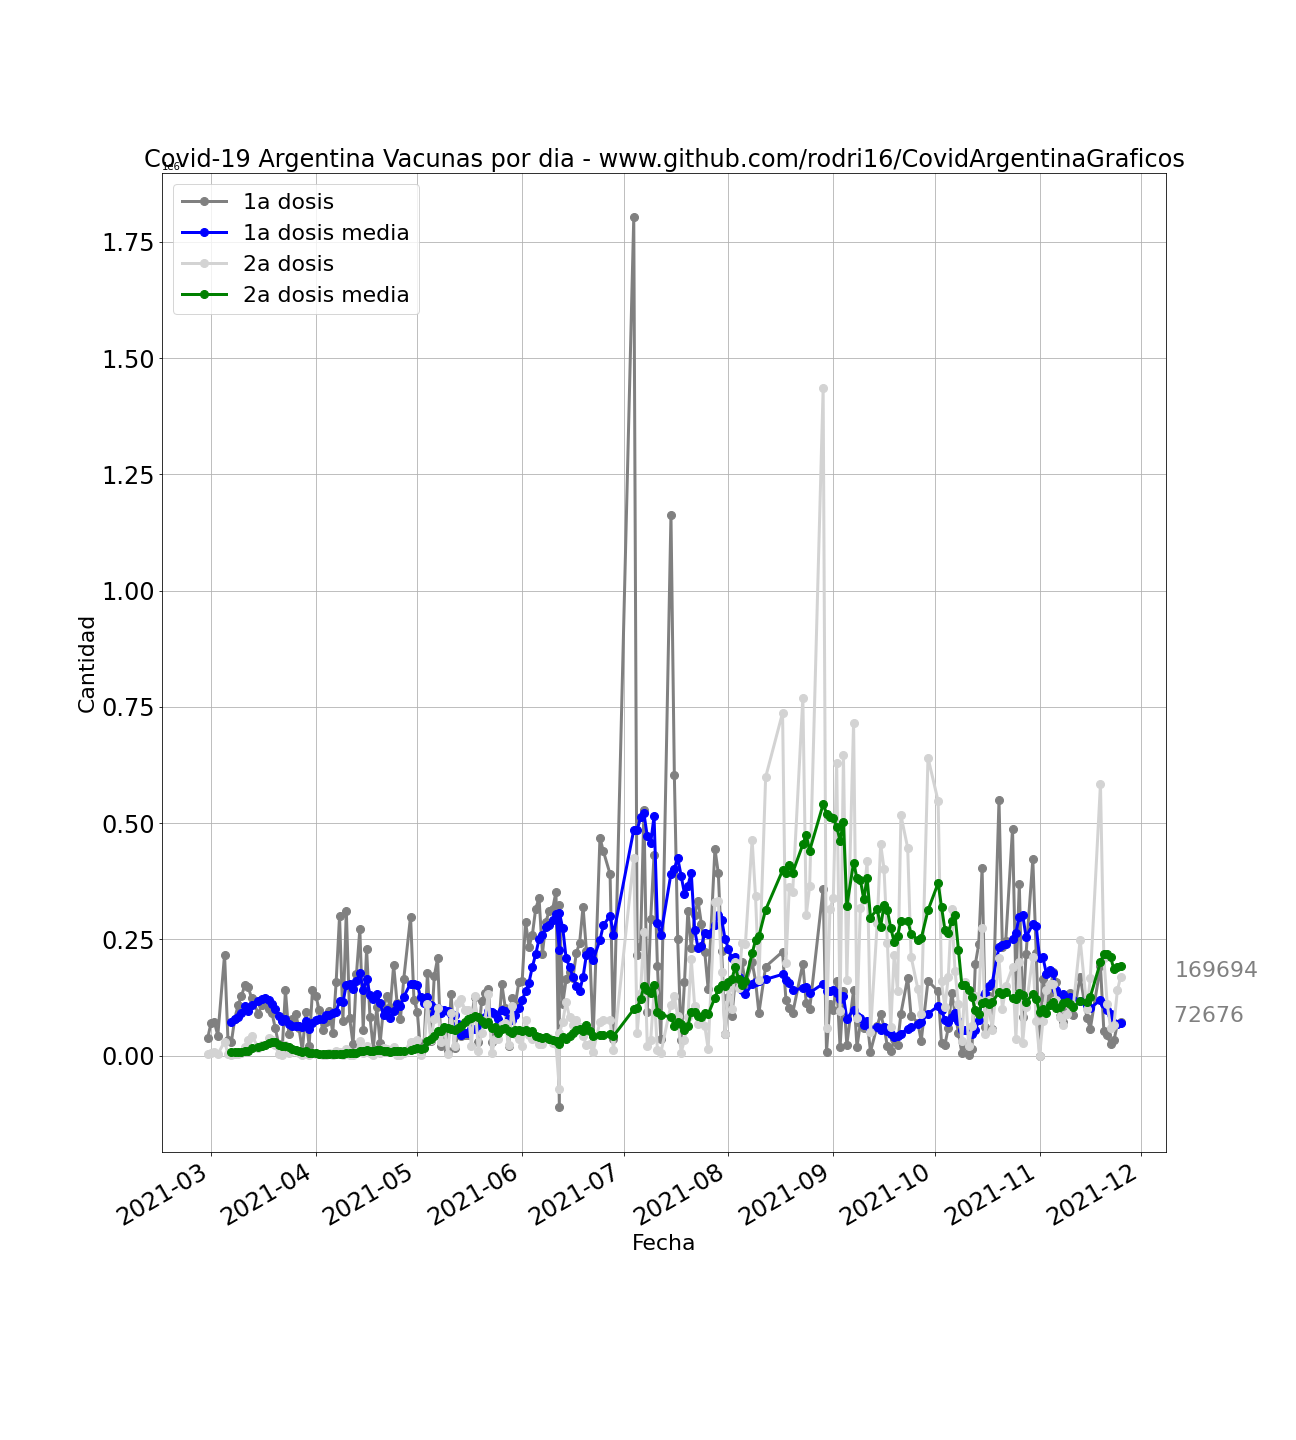 Covid-19 Argentina Vacunas por dia - www.github.com/rodri16/CovidArgentinaGraficos
1e6
1a dosis
1a dosis media
2a dosis
2a dosis media
1.75
1.50
1.25
1.00
0.75
0.50
0.25
0.00
Cantidad
169694
72676
2021-03
2021-04
2021-05
2021-06
2021-07
2021-08
2021-09
2021-10
2021-11
2021-12
Fecha